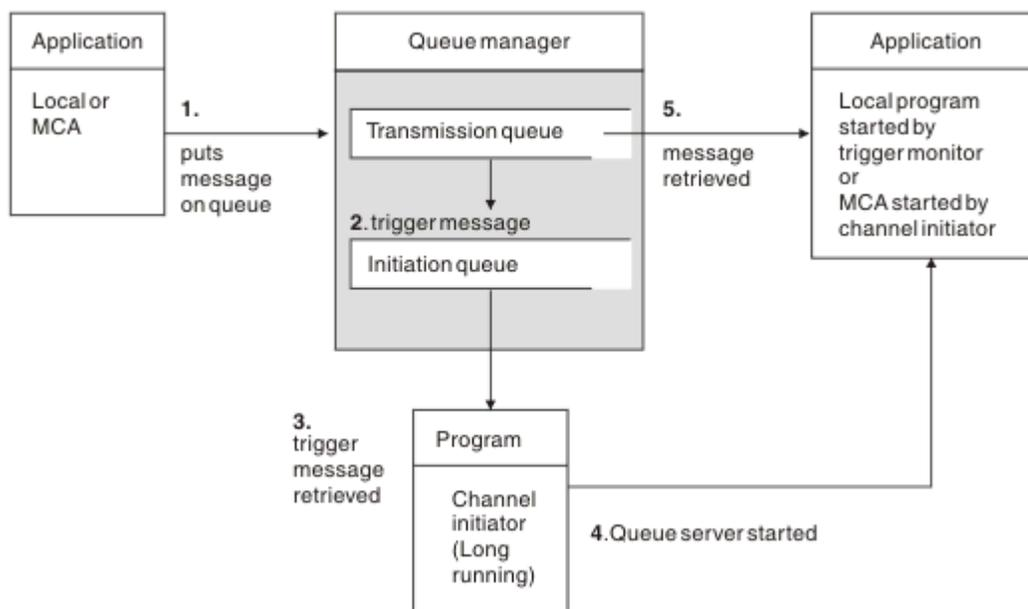 Application
Local or
MCA
1.
puts
message
on queue
Queue manager
Transmission queue
2. trigger message
Initiation queue
5.
message
retrieved
Application
Local program
started by
trigger monitor
or
MCA started by
channel initiator
3.
trigger
message
retrieved
Program
Channel
initiator
(Long
running)
4.Queue server started